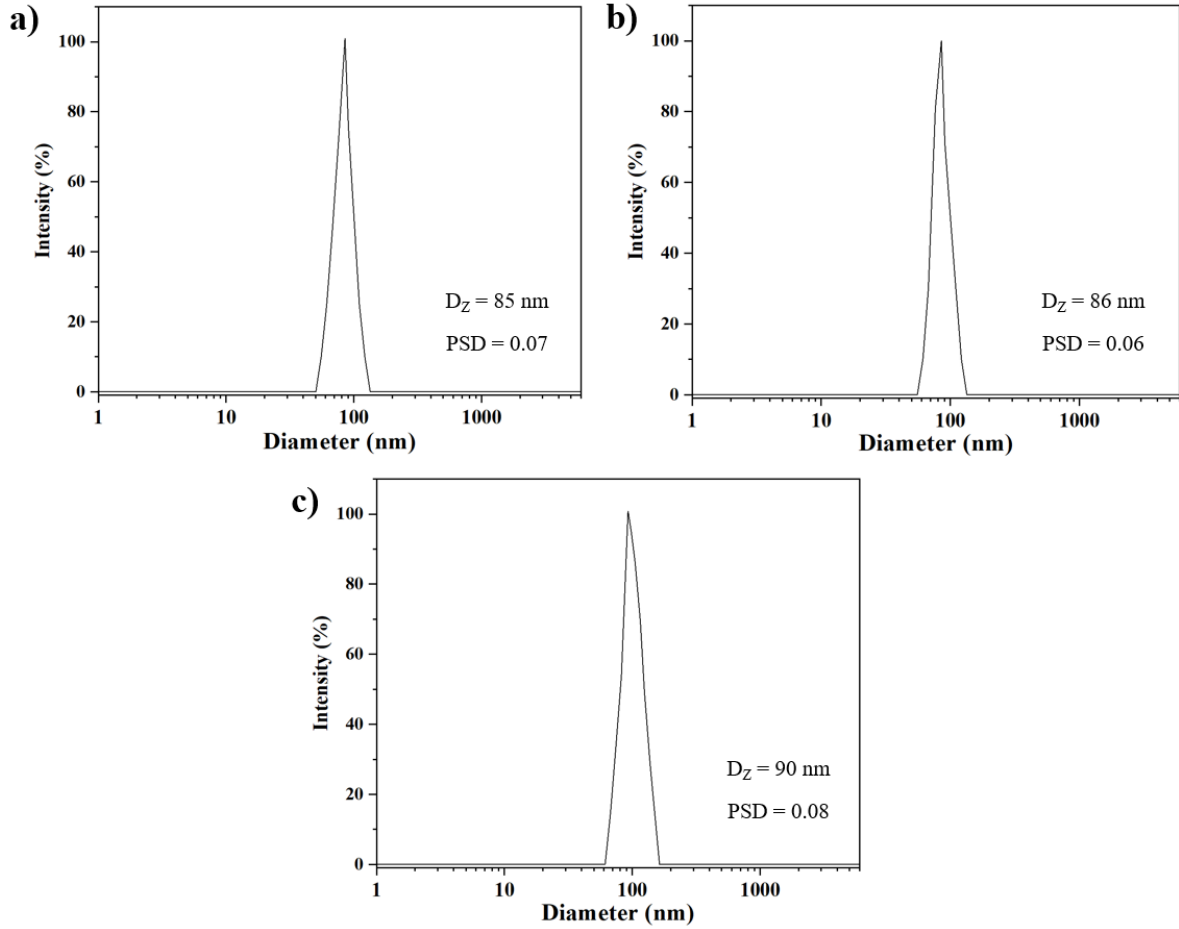 a)
100
80
60
40
20
0
Intensity (%)
1 10 100 1000
Diameter (nm)
D_Z = 85 nm
PSD = 0.07
b)
100
80
60
40
20
0
Intensity (%)
1 10 100 1000
Diameter (nm)
D_Z = 86 nm
PSD = 0.06
c)
100
80
60
40
20
0
Intensity (%)
1 10 100 1000
Diameter (nm)
D_Z = 90 nm
PSD = 0.08